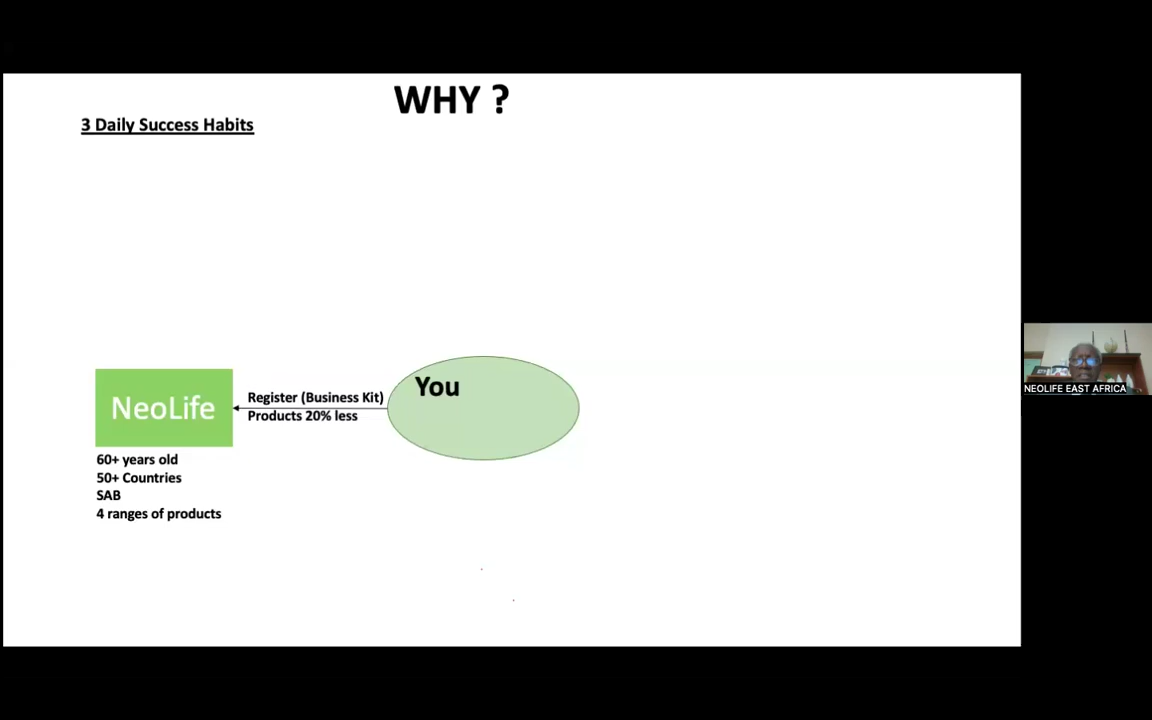 WHY ?
3 Daily Success Habits
NeoLife
Register (Business Kit)
Products 20% less
You
60+ years old
50+ Countries
SAB
4 ranges of products
NEOLIFE EAST AFRICA